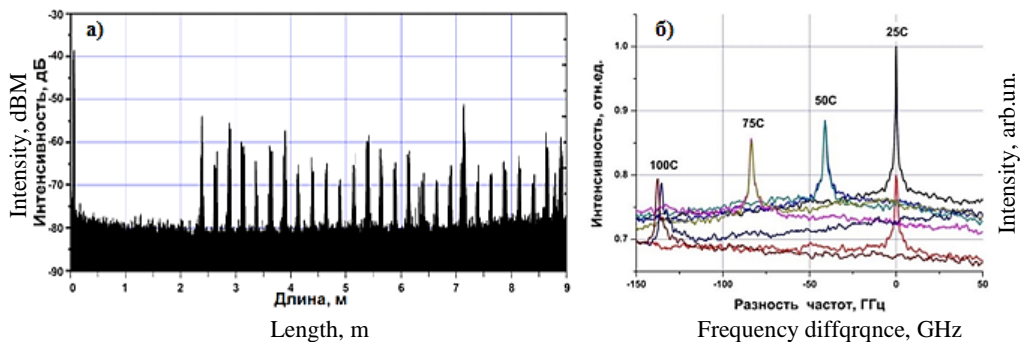 а)
-30
-40
-50
-60
-70
-80
-90
Intensity, dBM
Интенсивность, дБ
0 1 2 3 4 5 6 7 8 9
Длина, м
Length, m
б)
25C
50C
75C
100C
1.0
0.9
0.8
0.7
Интенсивность, отн.ед.
Intensity, arb.un.
-150 -100 -50 0 50
Разность частот, ГГц
Frequency diffqrqnce, GHz